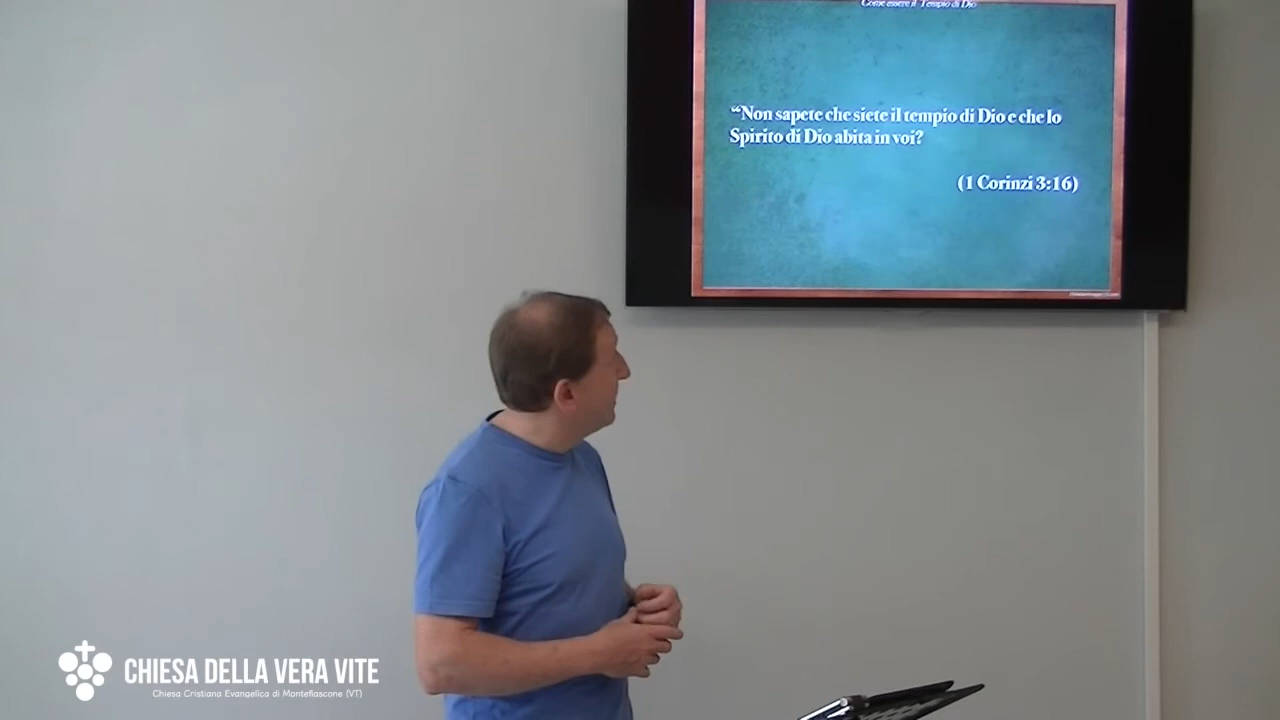 Come essere il Tempio di Dio
“Non sapete che siete il tempio di Dio e che lo
Spirito di Dio abita in voi?
(1 Corinzi 3:16)
CHIESA DELLA VERA VITE
Chiesa Cristiana Evangelica di Montefiascone (VT)